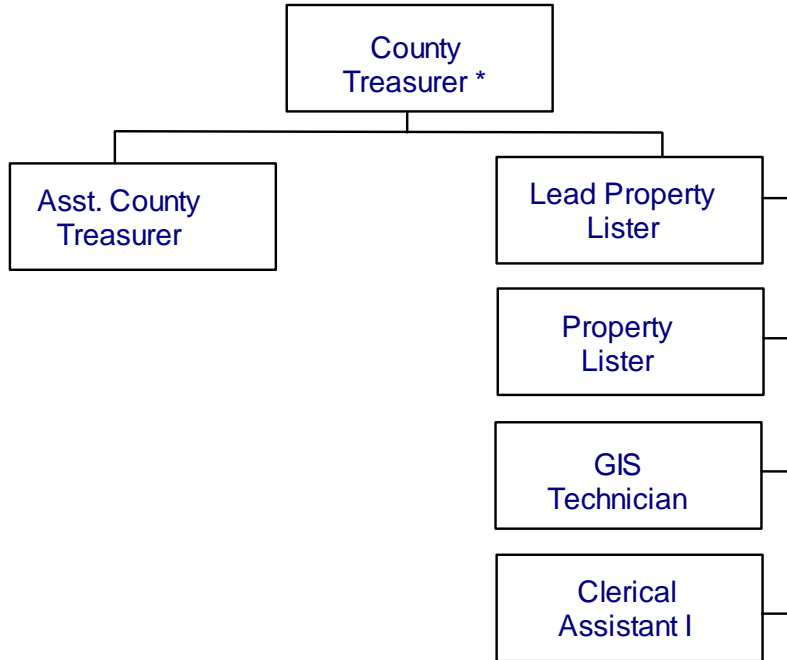 County
Treasurer *
Asst. County
Treasurer
Lead Property
Lister
Property
Lister
GIS
Technician
Clerical
Assistant I